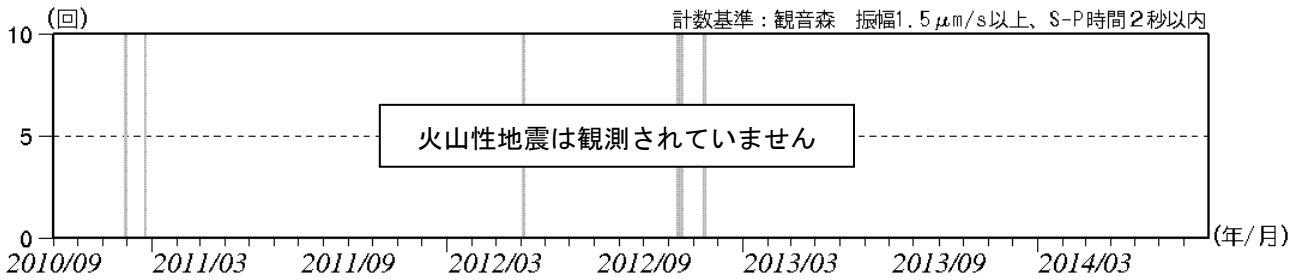 (回)
計数基準：観音森　振幅1.5μm/s以上、S-P時間２秒以内
10
火山性地震は観測されていません
5
0
(年/月)
2010/09 2011/03 2011/09 2012/03 2012/09 2013/03 2013/09 2014/03